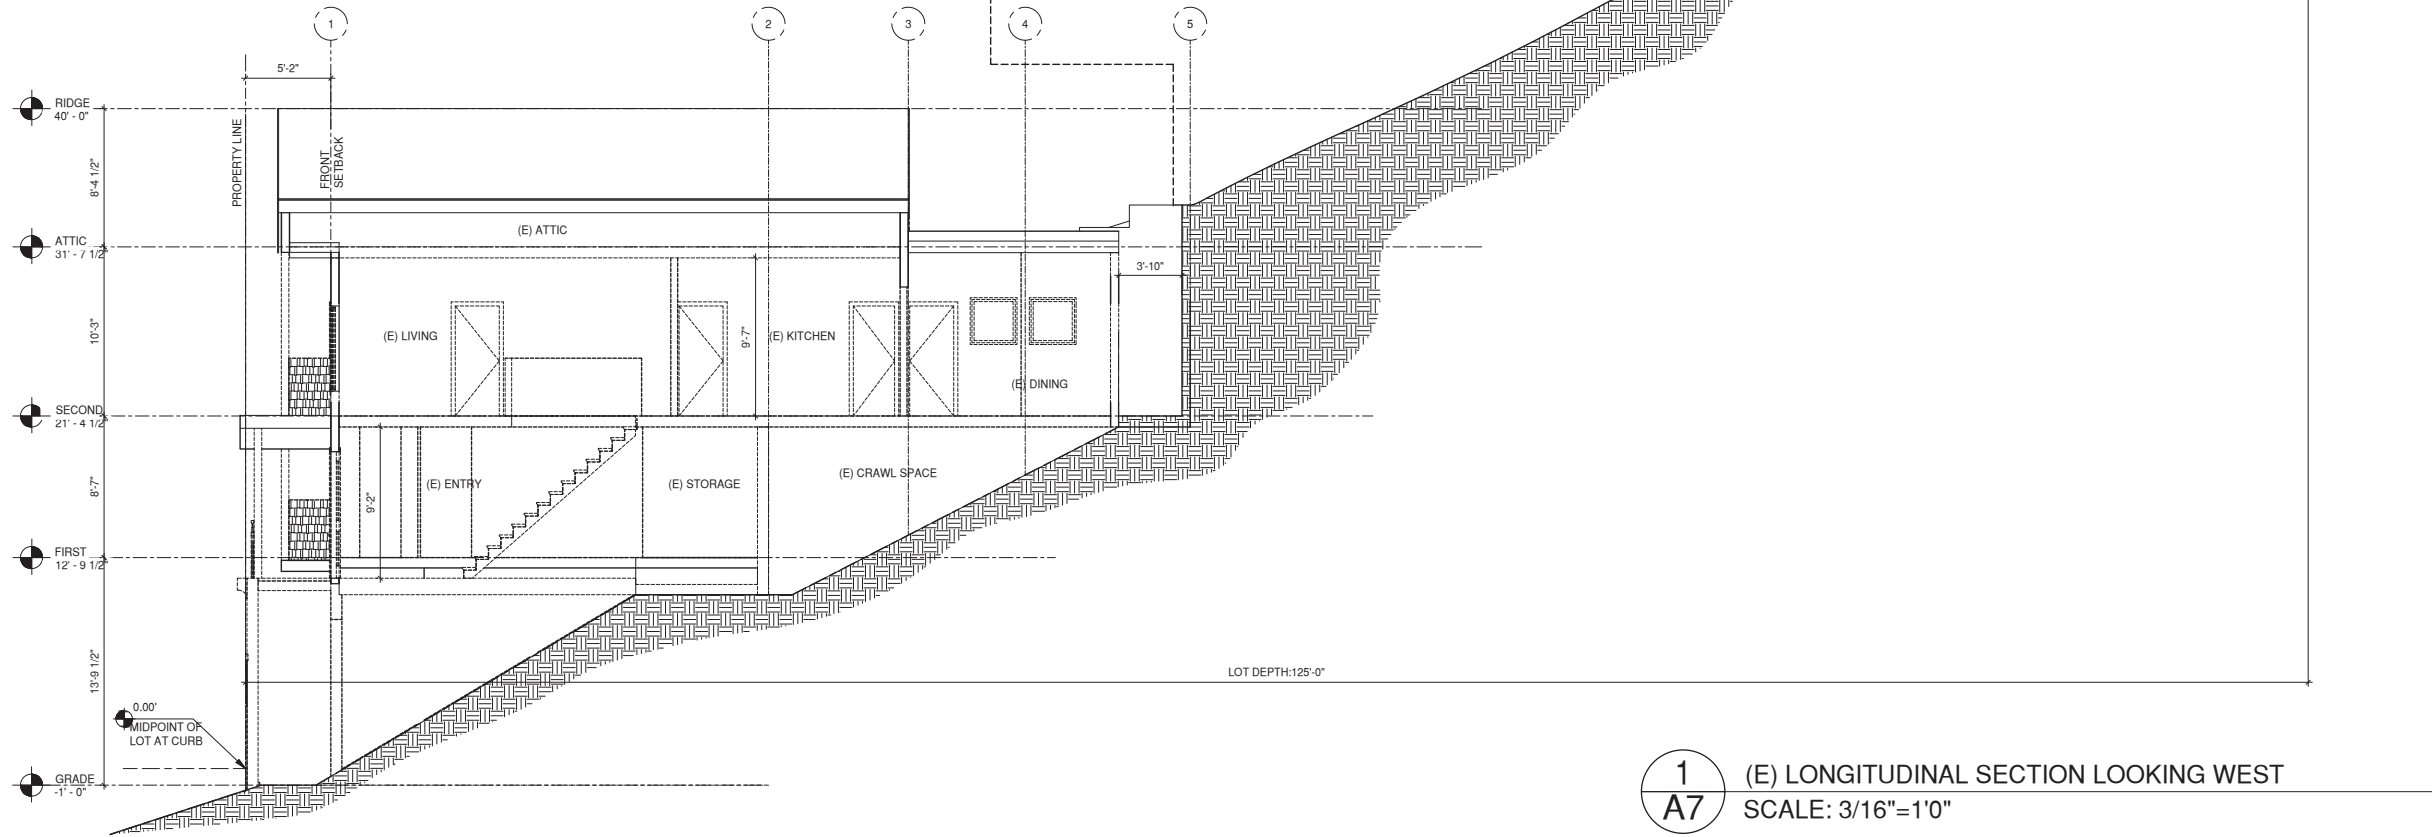 1
2
3
4
5
5'-2"
RIDGE
40' - 0"
PROPERTY LINE
FRONT
SETBACK
8'-4 1/2"
(E) ATTIC
ATTIC
31' - 7 1/2"
3'-10"
10'-3"
(E) LIVING
9'-7"
(E) KITCHEN
(E) DINING
SECOND
21' - 4 1/2"
8'-7"
9'-2"
(E) ENTRY
(E) STORAGE
(E) CRAWL SPACE
FIRST
12' - 9 1/2"
13'-9 1/2"
LOT DEPTH:125'-0"
0.00'
MIDPOINT OF
LOT AT CURB
GRADE
-1' - 0"
1
A7
(E) LONGITUDINAL SECTION LOOKING WEST
SCALE: 3/16"=1'0"